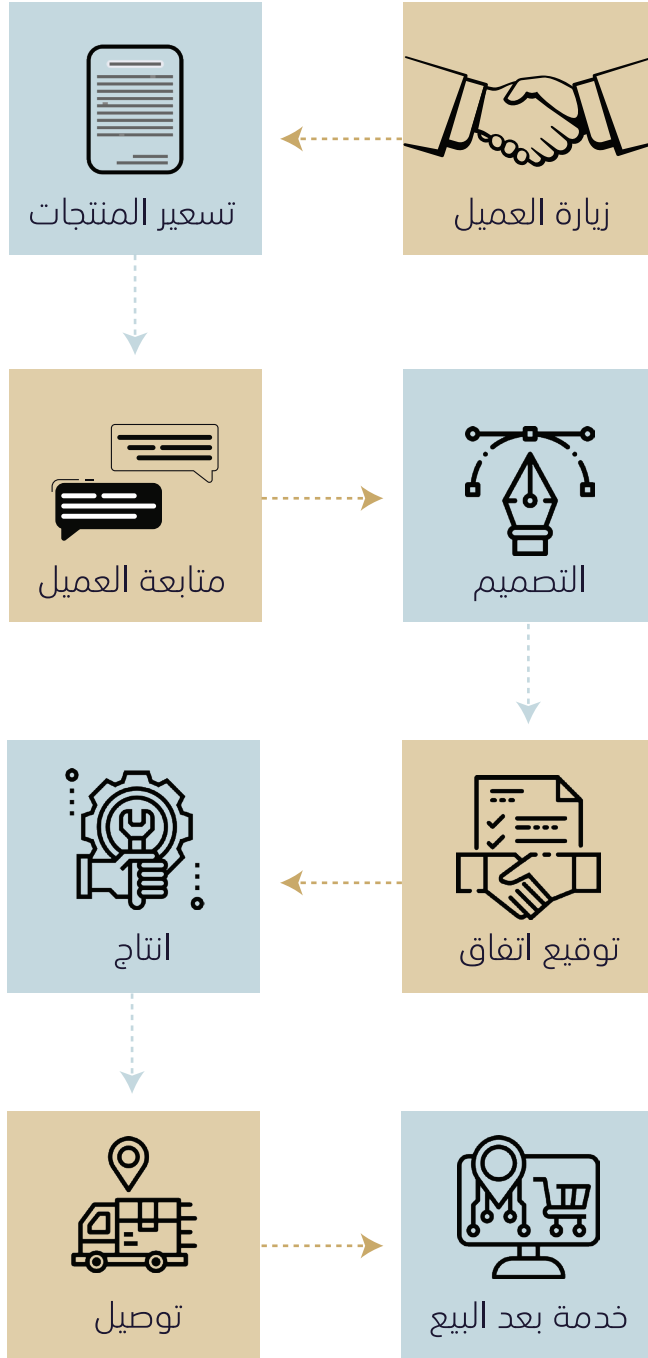 زيارة العميل
تسعير المنتجات
متابعة العميل
التصميم
توقيع اتفاق
انتاج
توصيل
خدمة بعد البيع